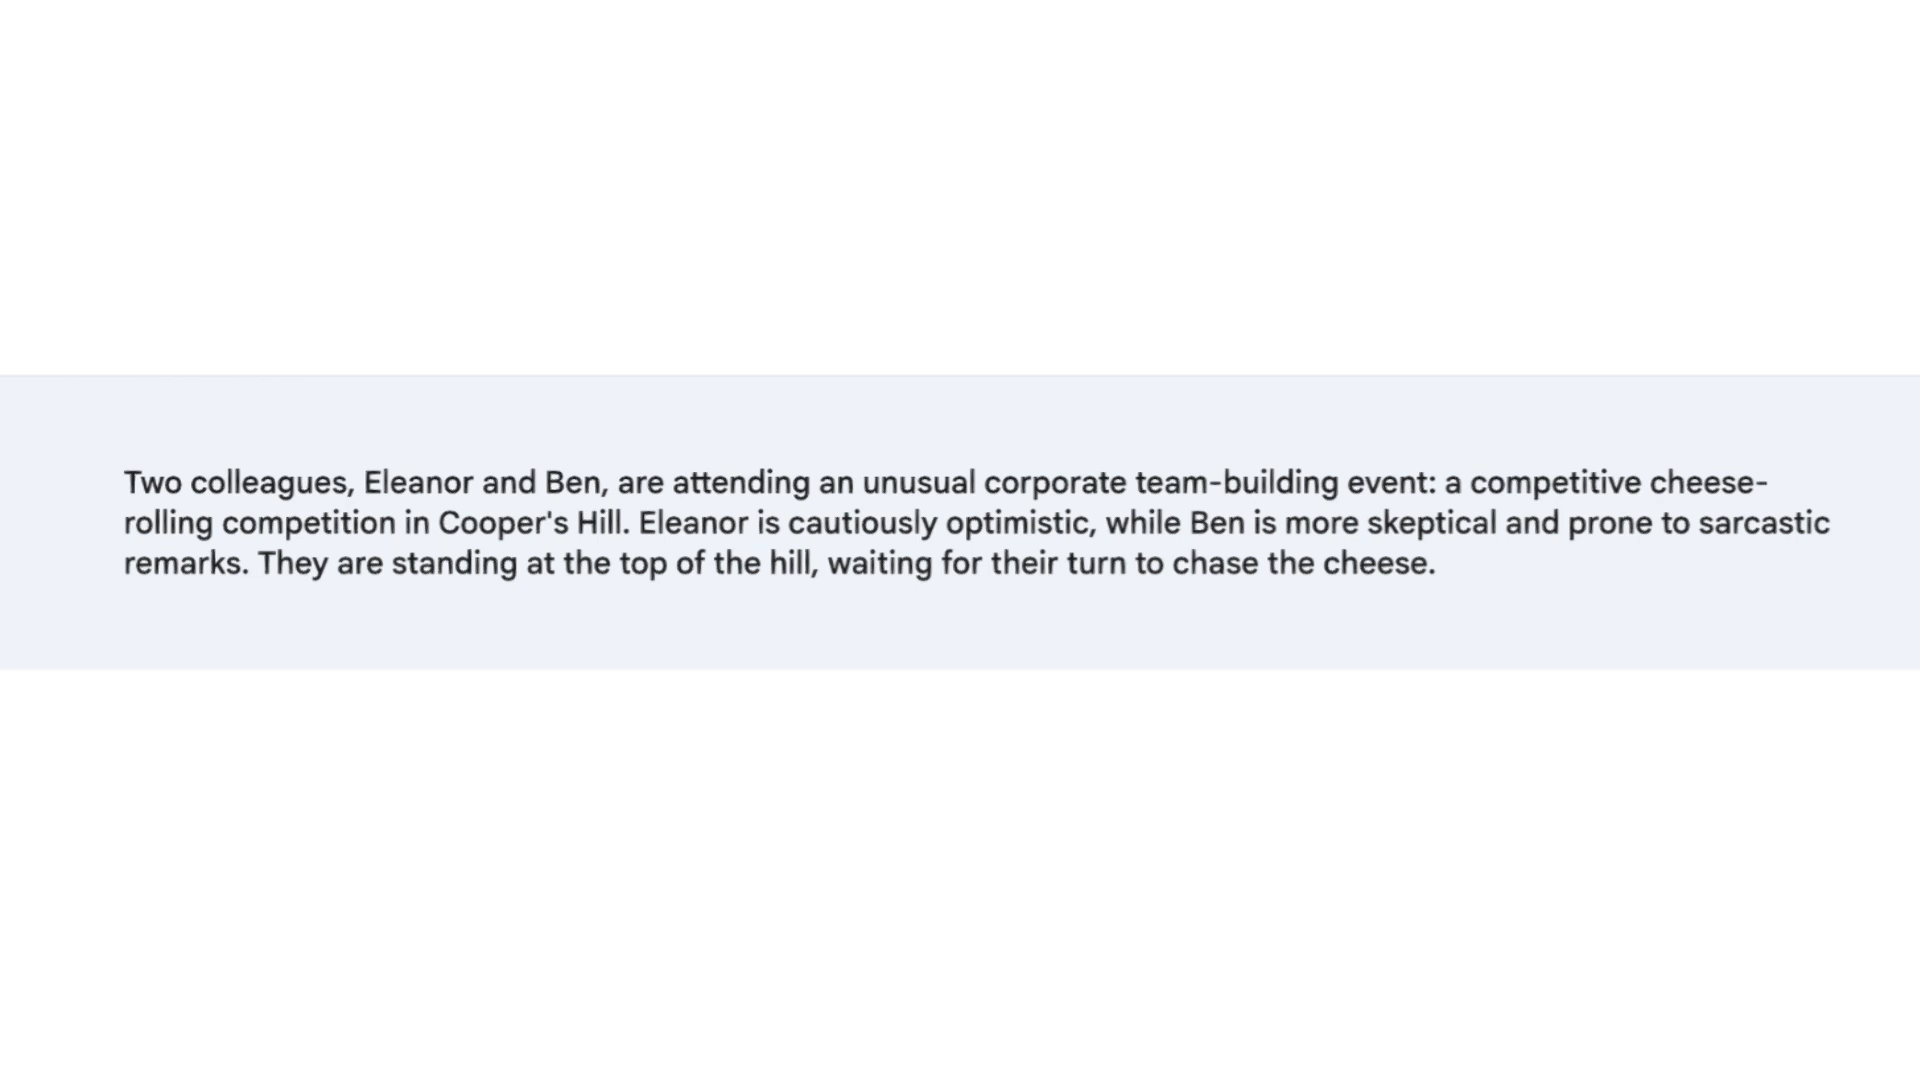 Two colleagues, Eleanor and Ben, are attending an unusual corporate team-building event: a competitive cheese-
rolling competition in Cooper's Hill. Eleanor is cautiously optimistic, while Ben is more skeptical and prone to sarcastic
remarks. They are standing at the top of the hill, waiting for their turn to chase the cheese.